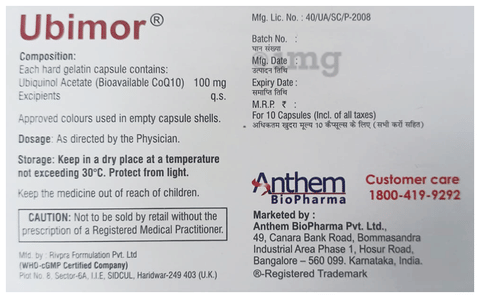 Ubimor®
Composition:
Each hard gelatin capsule contains:
Ubiquinol Acetate (Bioavailable CoQ10) 100 mg
Excipients q.s.
Approved colours used in empty capsule shells.
Dosage: As directed by the Physician.
Storage: Keep in a dry place at a temperature
not exceeding 30°C. Protect from light.
Keep the medicine out of reach of children.
CAUTION: Not to be sold by retail without the
prescription of a Registered Medical Practitioner.
Mfd. by : Rivpra Formulation Pvt. Ltd
(WHO-cGMP Certified Company)
Plot No. 8, Sector-6A, I.I.E, SIDCUL, Haridwar-249 403 (U.K.)
Mfg. Lic. No. : 40/UA/SC/P-2008
Batch No. :
घान संख्या
Mfg. Date :
उत्पादन तिथि
Expiry Date :
समाप्ति तिथि
M.R.P. ₹ :
For 10 Capsules (Incl. of all taxes)
अधिकतम खुदरा मूल्य 10 कैप्सूल्स के लिए (सभी करों सहित)
1mg
Anthem
BioPharma
Customer care
1800-419-9292
Marketed by :
Anthem BioPharma Pvt. Ltd.,
49, Canara Bank Road, Bommasandra
Industrial Area Phase 1, Hosur Road,
Bangalore – 560 099. Karnataka, India.
®-Registered Trademark